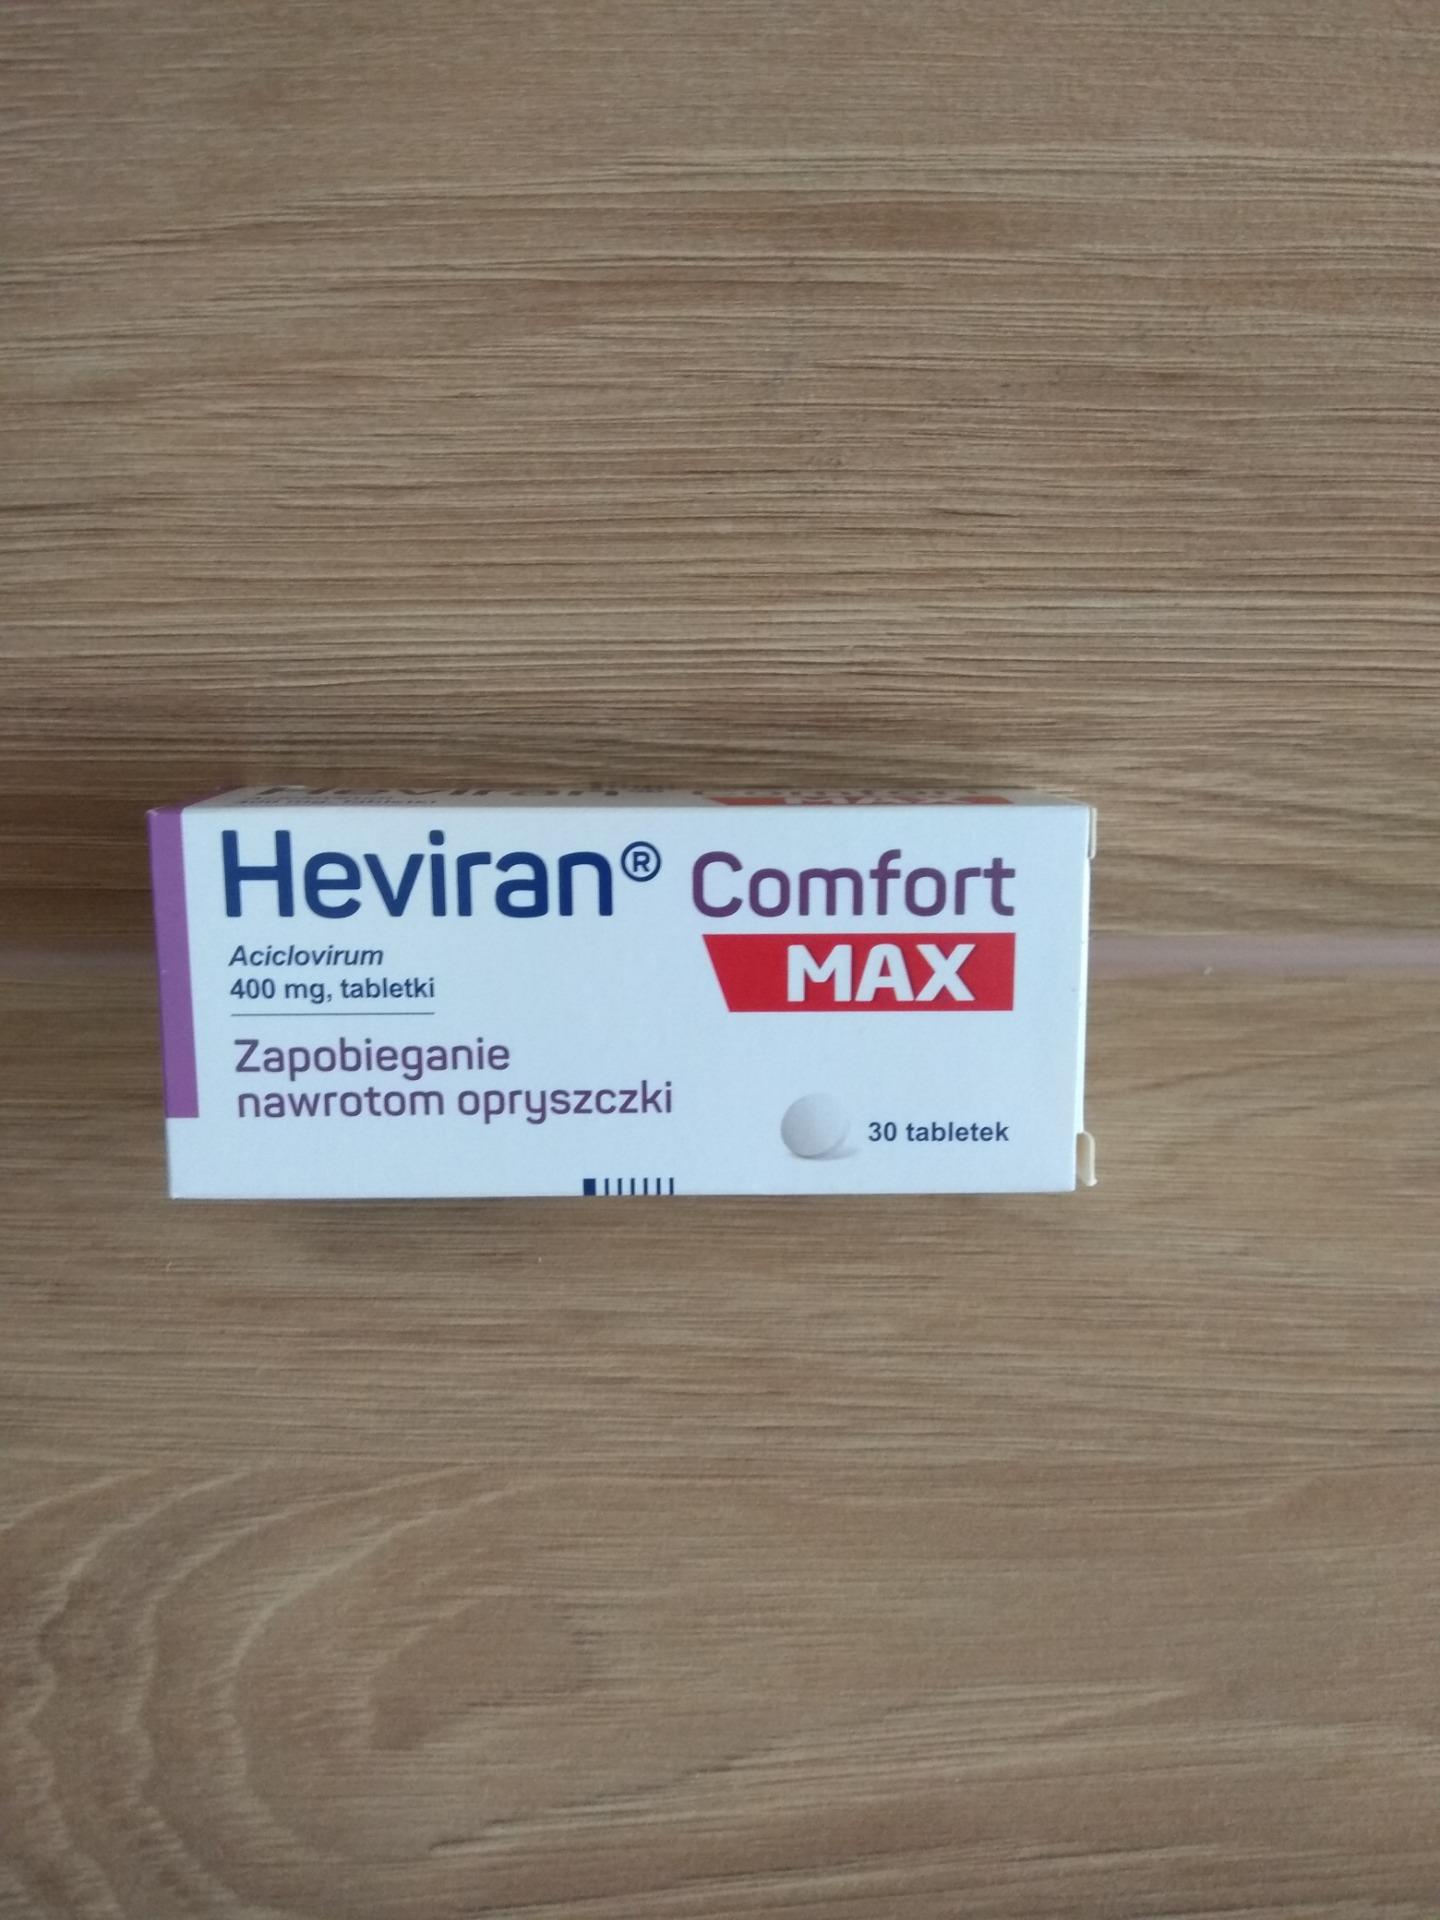 Heviran® Comfort
MAX
Aciclovirum
400 mg, tabletki
Zapobieganie
nawrotom opryszczki
30 tabletek